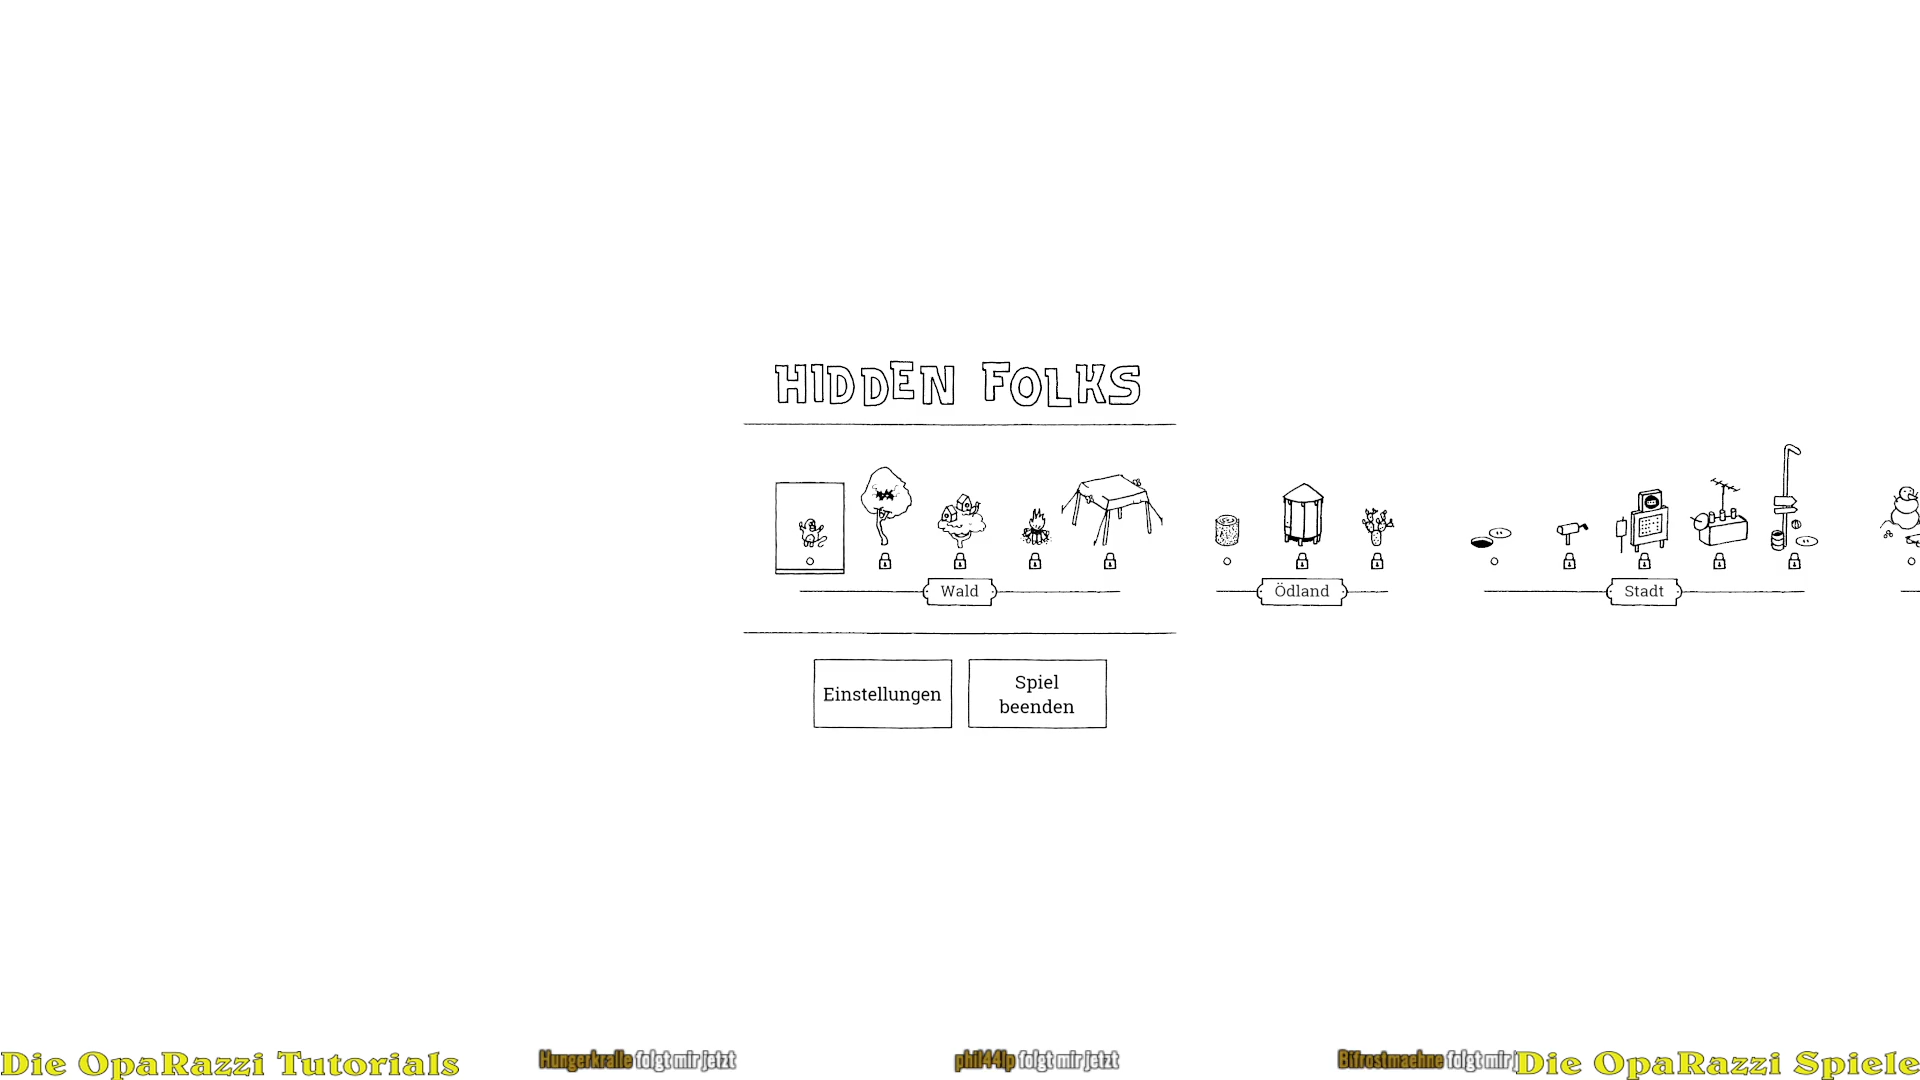 HIDDEN FOLKS
Wald
Ödland
Stadt
Einstellungen
Spiel
beenden
Die OpaRazzi Tutorials
Hungerkralle folgt mir jetzt
phil44lp folgt mir jetzt
Bifrostmaehne folgt mir j
Die OpaRazzi Spiele